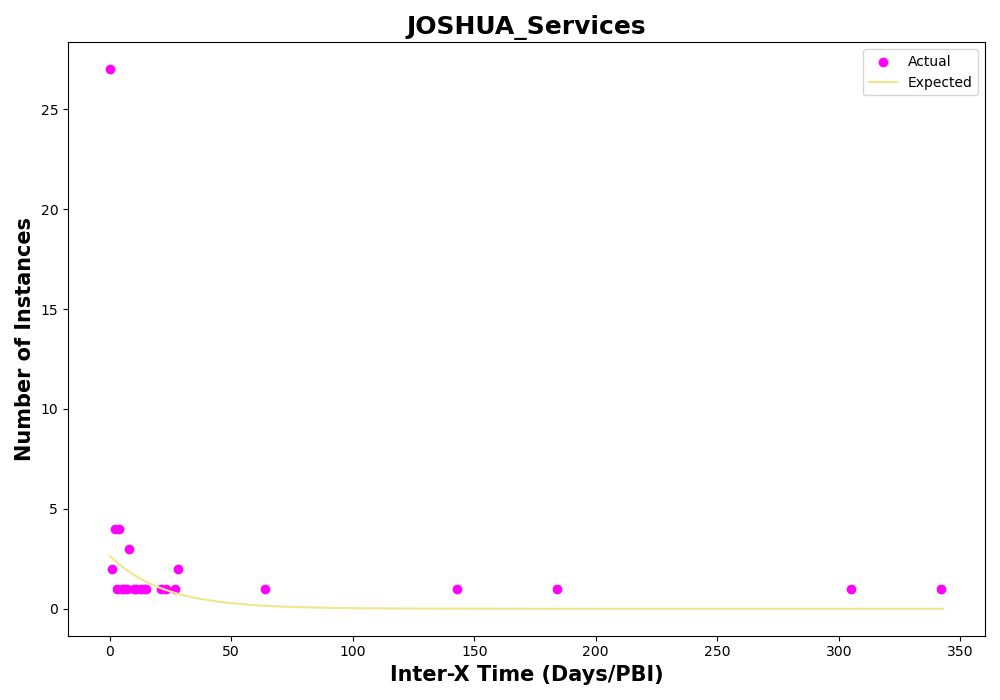 JOSHUA_Services
Actual
Expected
Number of Instances
25
20
15
10
5
0
0 50 100 150 200 250 300 350
Inter-X Time (Days/PBI)